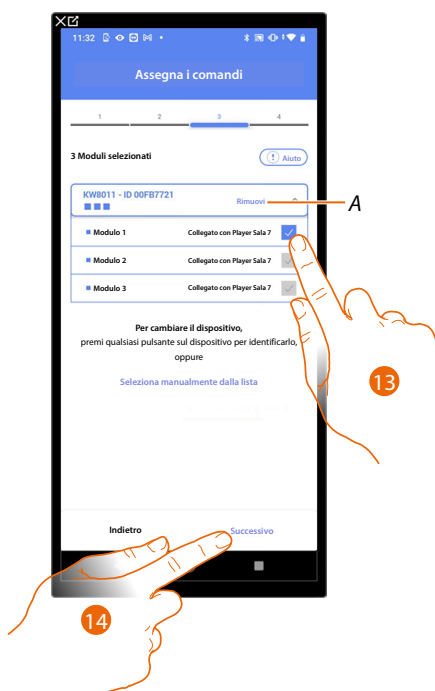 11:32
Assegna i comandi
1 2 3 4
3 Moduli selezionati
Aiuto
KW8011 - ID 00FB7721
Rimuovi
A
Modulo 1 Collegato con Player Sala 7
Modulo 2 Collegato con Player Sala 7
Modulo 3 Collegato con Player Sala 7
13
Per cambiare il dispositivo,
premi qualsiasi pulsante sul dispositivo per identificarlo,
oppure
Seleziona manualmente dalla lista
Indietro Successivo
14